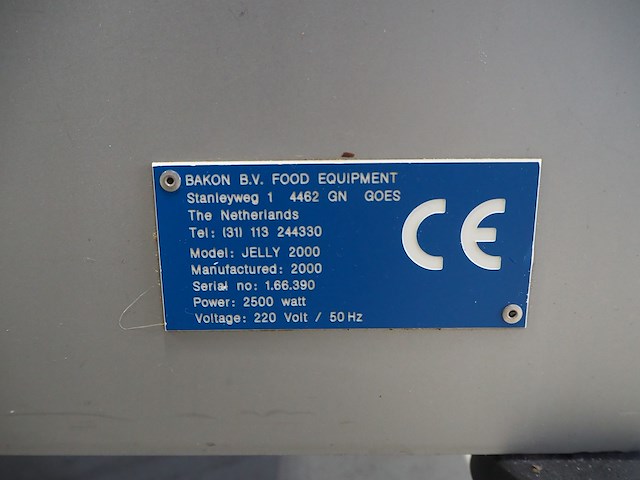 BAKON B.V. FOOD EQUIPMENT
Stanleyweg 1 4462 GN GOES
The Netherlands
Tel: (31) 113 244330
Model: JELLY 2000
Manufactured: 2000
Serial no: 1.66.390
Power: 2500 watt
Voltage: 220 Volt / 50 Hz
CE